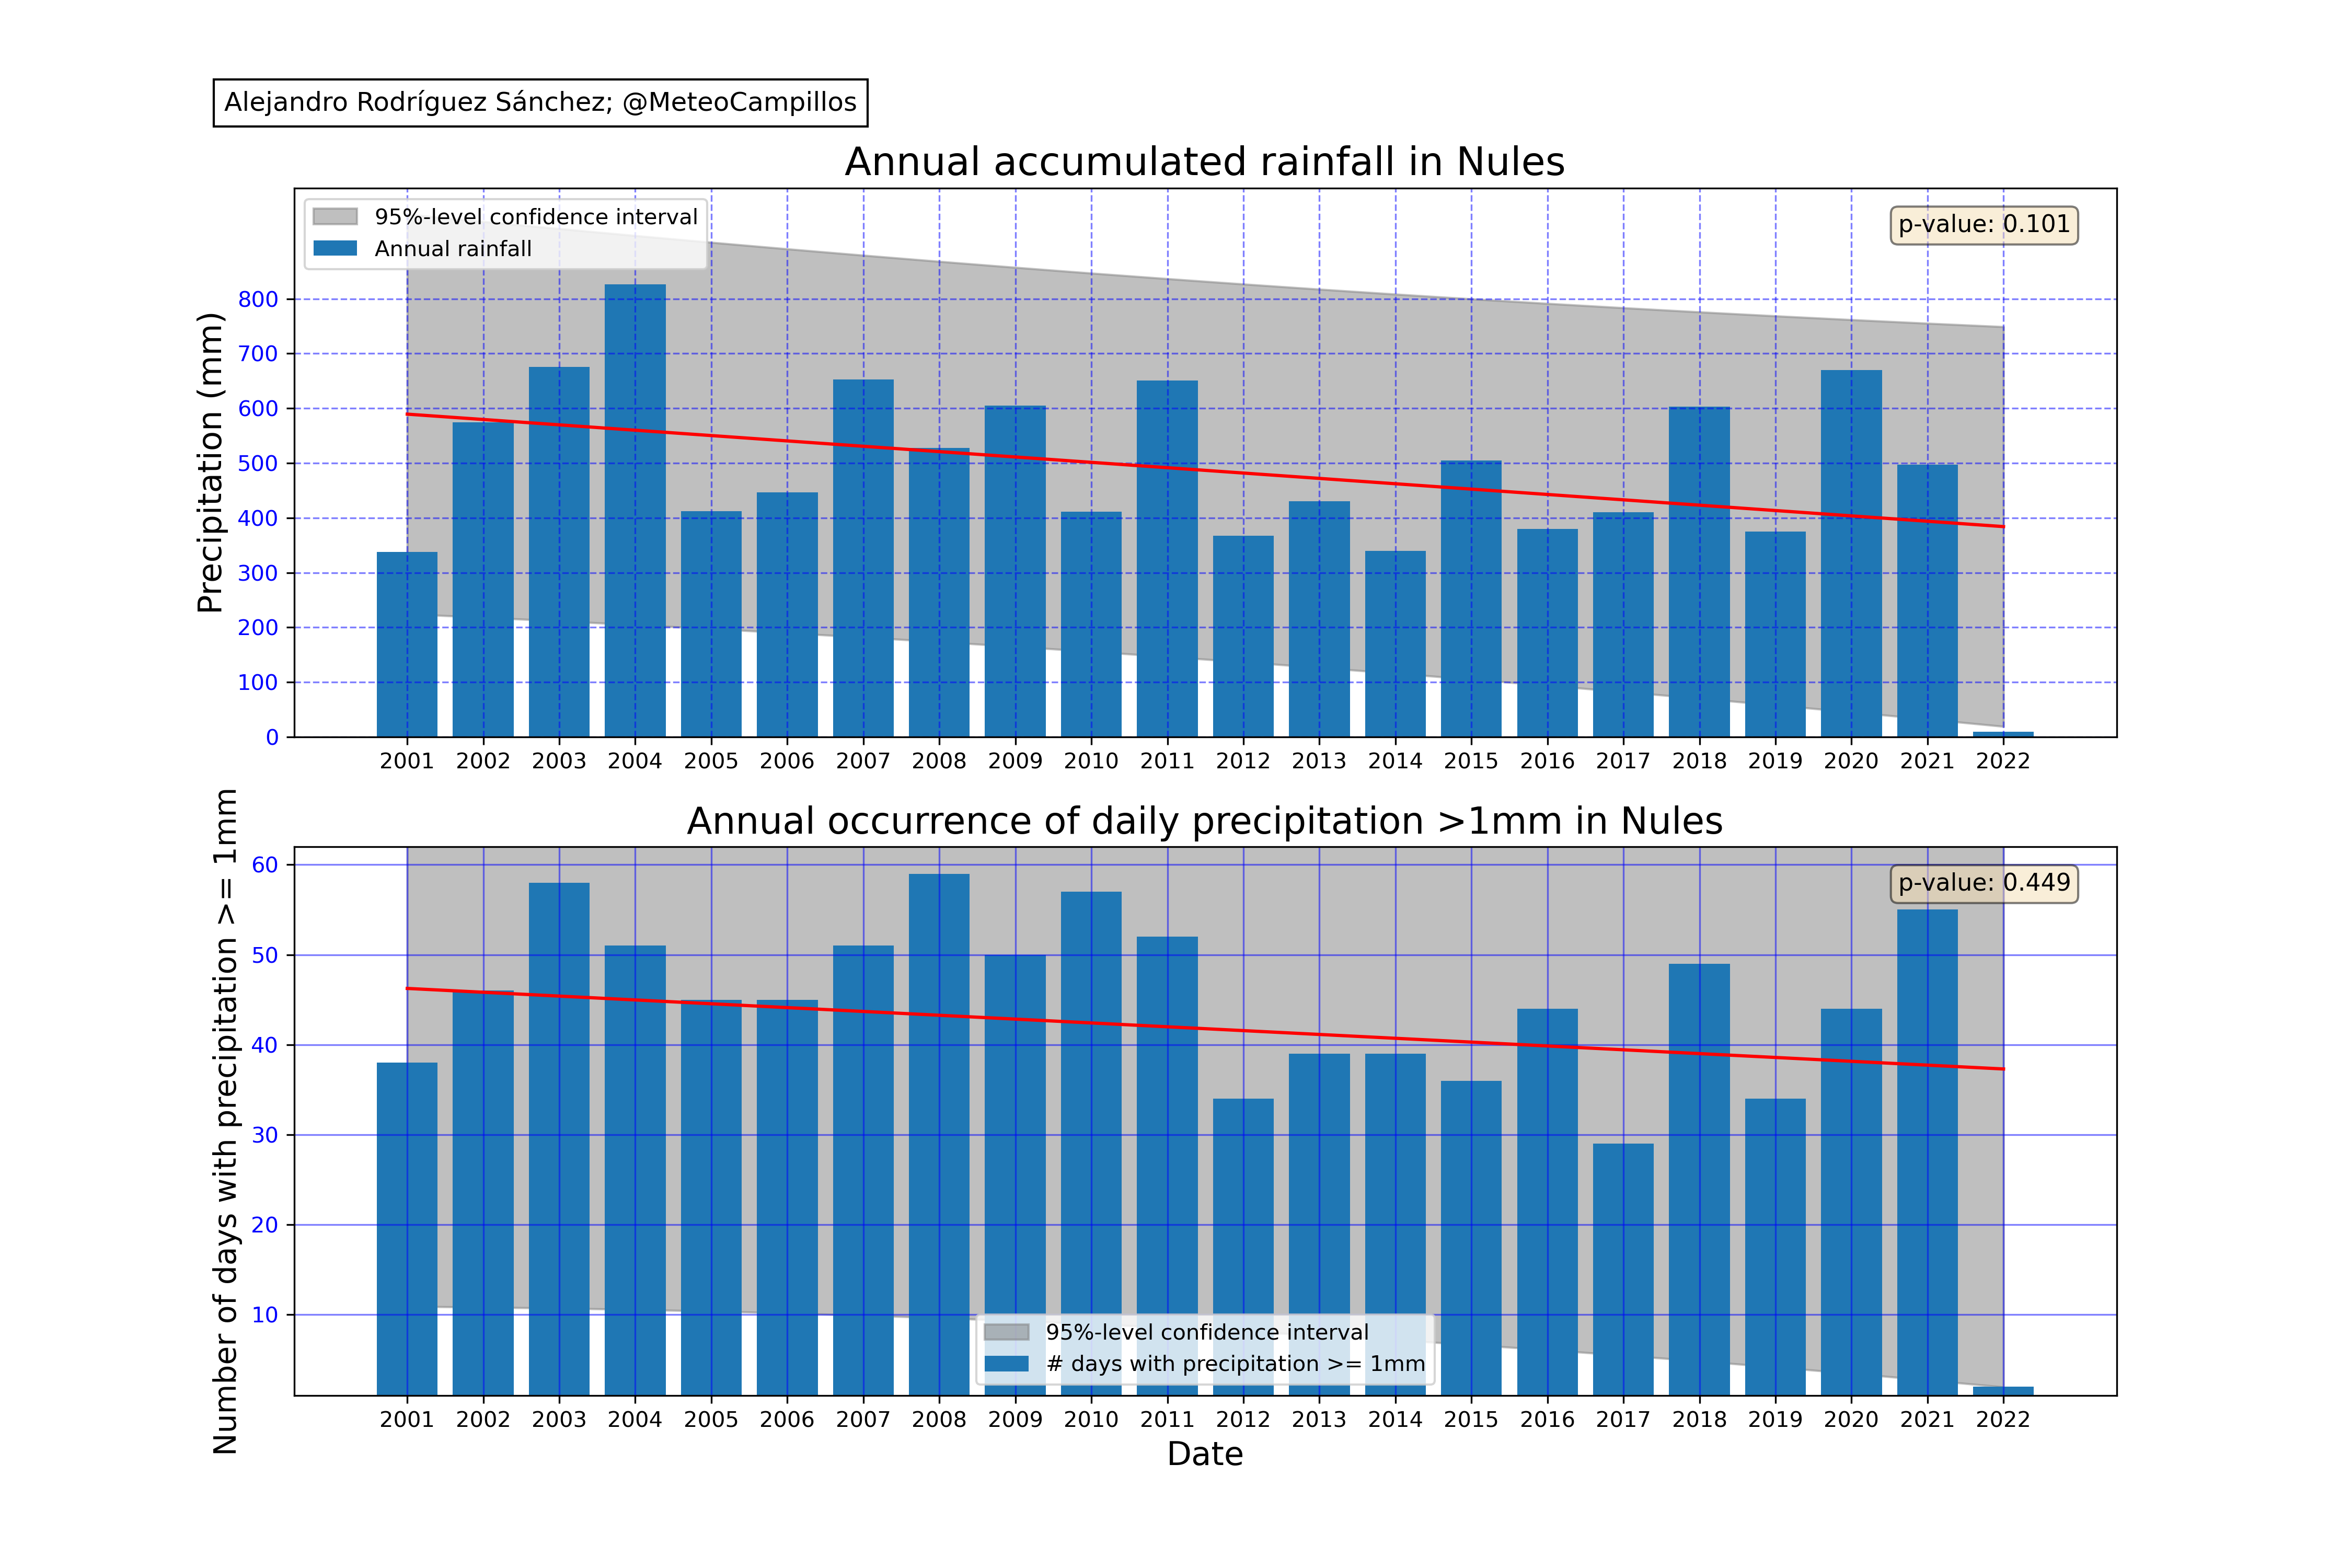 Alejandro Rodríguez Sánchez; @MeteoCampillos
Annual accumulated rainfall in Nules
95%-level confidence interval
Annual rainfall
p-value: 0.101
Precipitation (mm)
800
700
600
500
400
300
200
100
0
2001 2002 2003 2004 2005 2006 2007 2008 2009 2010 2011 2012 2013 2014 2015 2016 2017 2018 2019 2020 2021 2022
Annual occurrence of daily precipitation >1mm in Nules
p-value: 0.449
Number of days with precipitation >= 1mm
60
50
40
30
20
10
95%-level confidence interval
# days with precipitation >= 1mm
2001 2002 2003 2004 2005 2006 2007 2008 2009 2010 2011 2012 2013 2014 2015 2016 2017 2018 2019 2020 2021 2022
Date